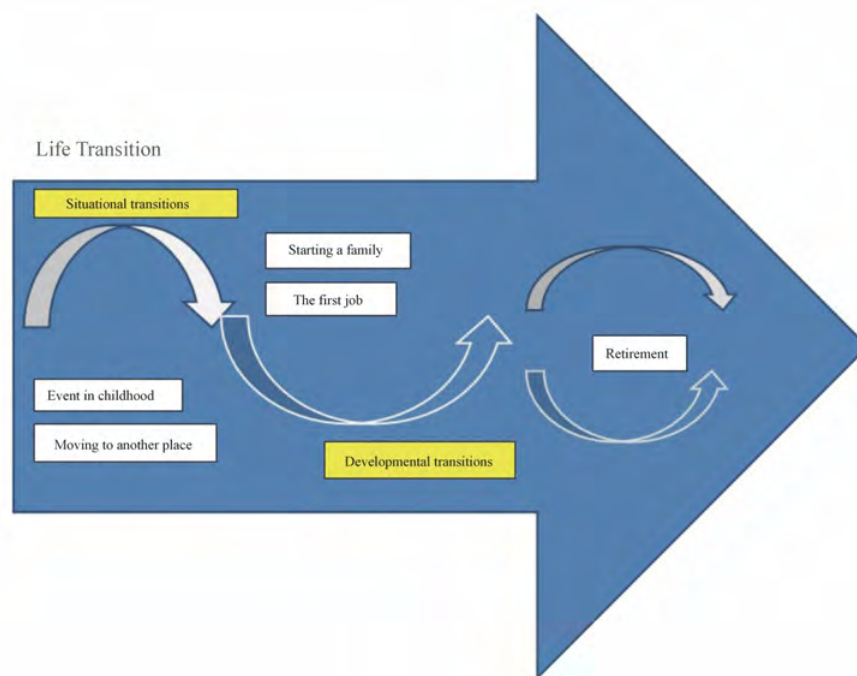 Life Transition
Situational transitions
Starting a family
The first job
Event in childhood
Moving to another place
Retirement
Developmental transitions